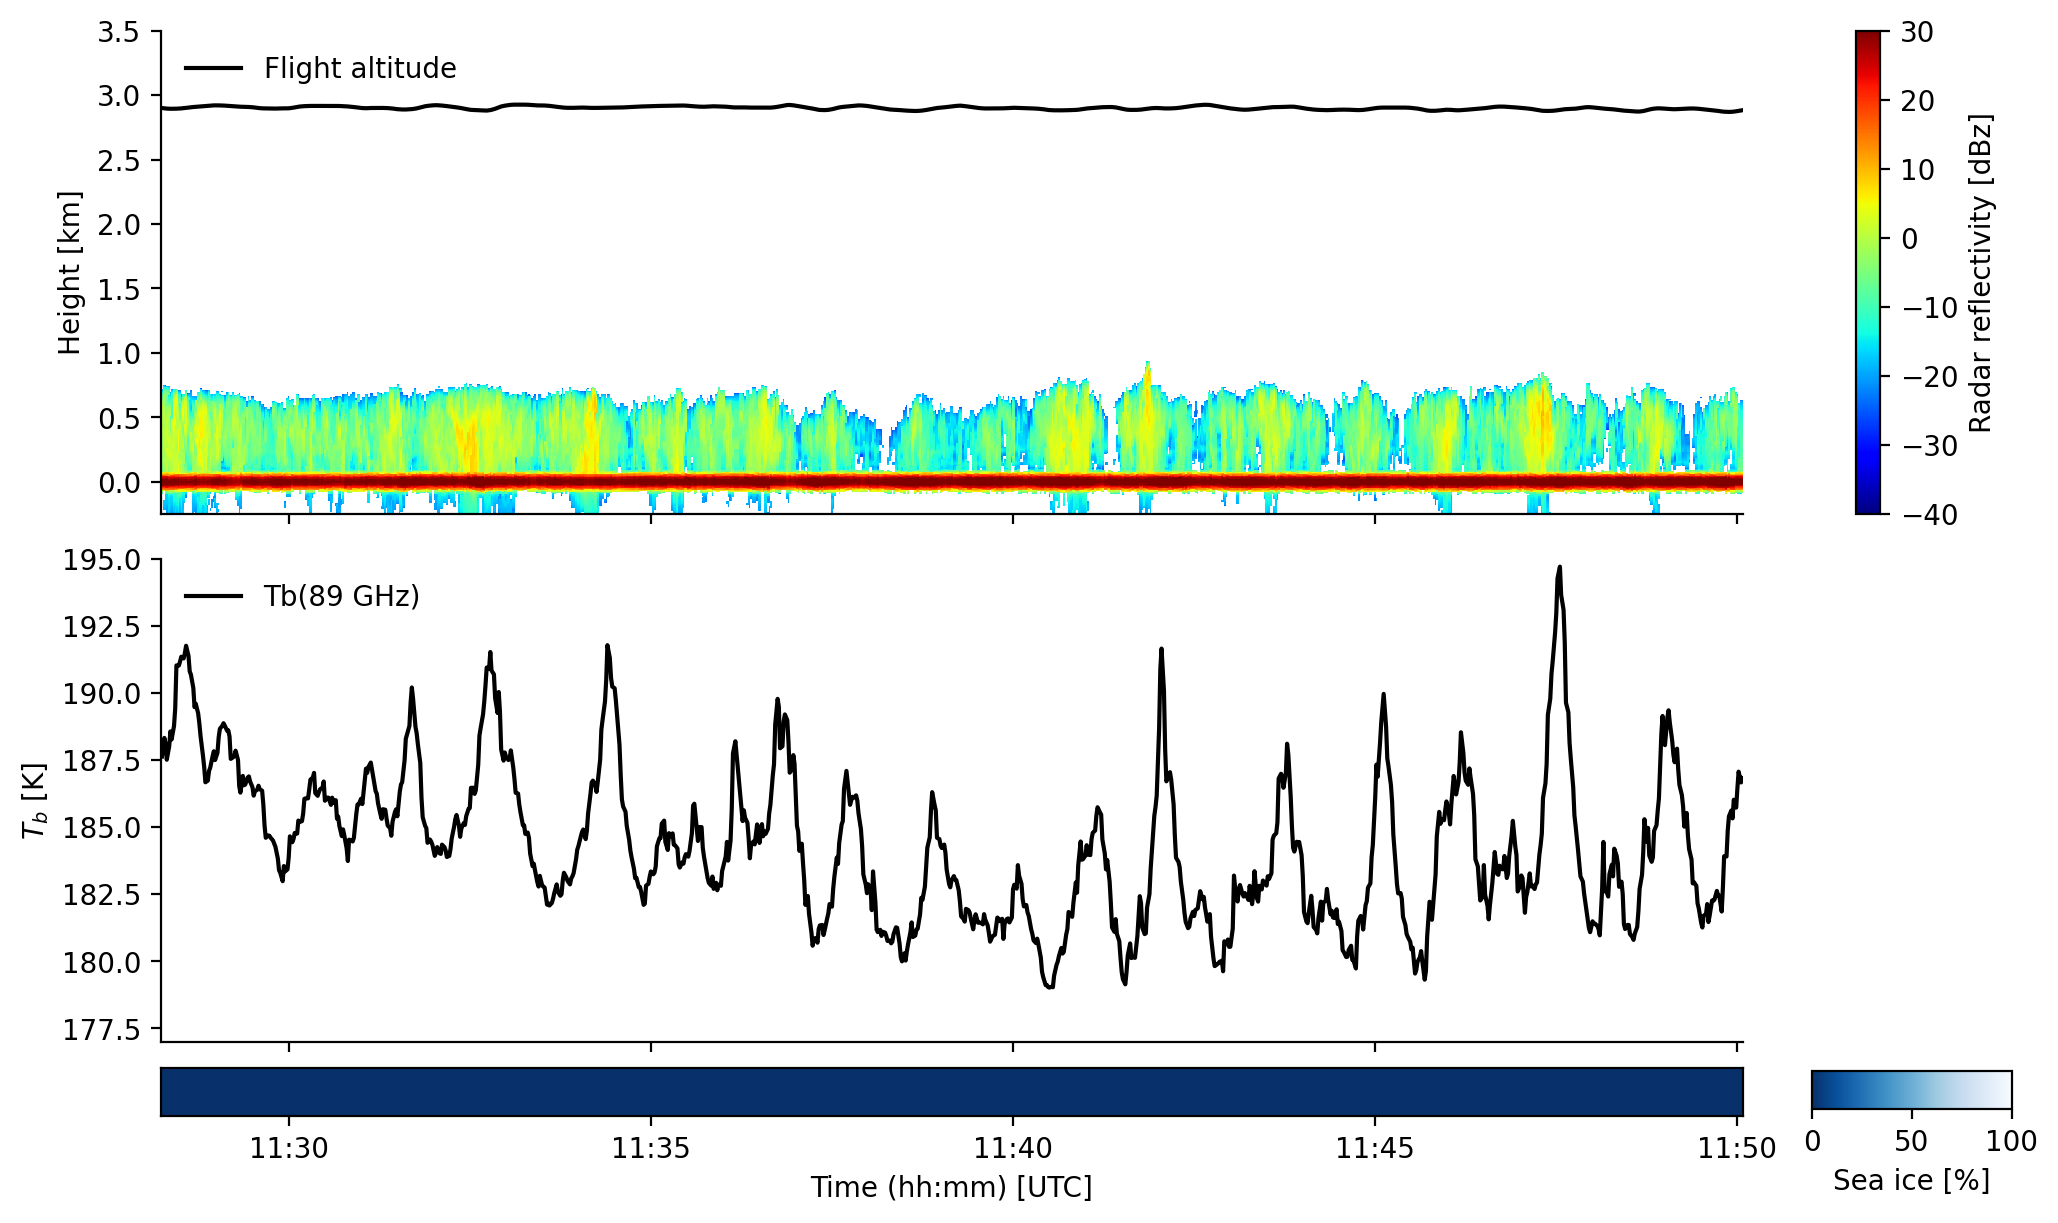 3.5
3.0
2.5
2.0
1.5
1.0
0.5
0.0
Height [km]
Flight altitude
30
20
10
0
−10
−20
−30
−40
Radar reflectivity [dBz]
195.0
192.5
190.0
187.5
185.0
182.5
180.0
177.5
T_b [K]
Tb(89 GHz)
11:30 11:35 11:40 11:45 11:50
Time (hh:mm) [UTC]
0 50 100
Sea ice [%]